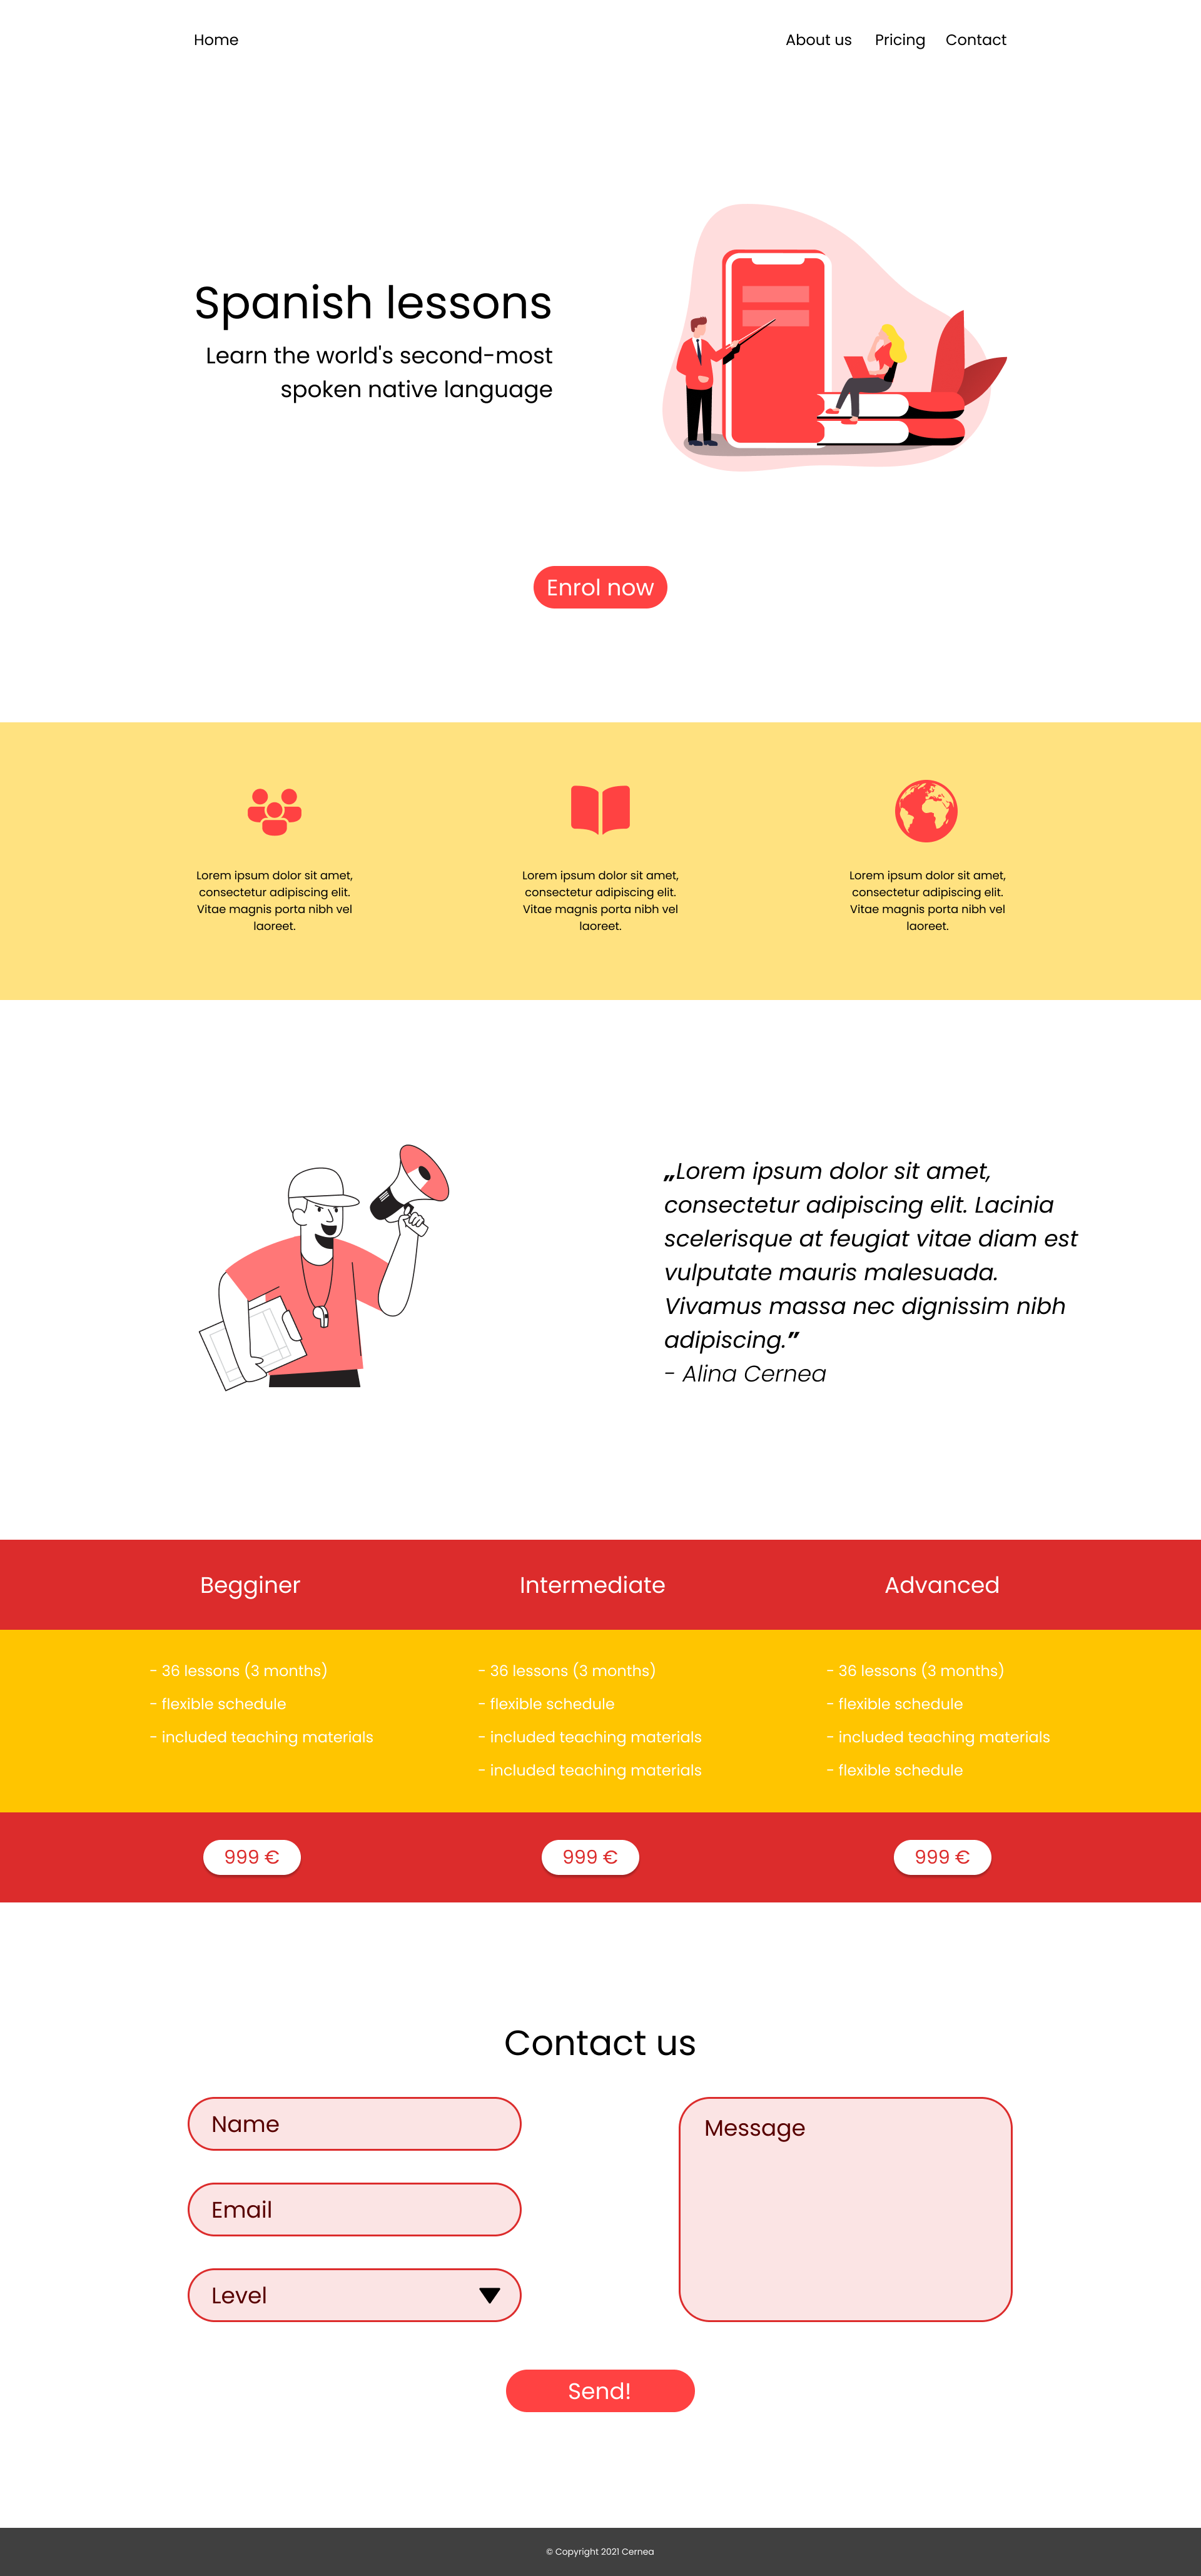 Home
About us
Pricing
Contact
Spanish lessons
Learn the world's second-most
spoken native language
Enrol now
Lorem ipsum dolor sit amet,
consectetur adipiscing elit.
Vitae magnis porta nibh vel
laoreet.
Lorem ipsum dolor sit amet,
consectetur adipiscing elit.
Vitae magnis porta nibh vel
laoreet.
Lorem ipsum dolor sit amet,
consectetur adipiscing elit.
Vitae magnis porta nibh vel
laoreet.
„Lorem ipsum dolor sit amet,
consectetur adipiscing elit. Lacinia
scelerisque at feugiat vitae diam est
vulputate mauris malesuada.
Vivamus massa nec dignissim nibh
adipiscing.”
- Alina Cernea
Begginer
- 36 lessons (3 months)
- flexible schedule
- included teaching materials
999 €
Intermediate
- 36 lessons (3 months)
- flexible schedule
- included teaching materials
- included teaching materials
999 €
Advanced
- 36 lessons (3 months)
- flexible schedule
- included teaching materials
- flexible schedule
999 €
Contact us
Name
Email
Level
Message
Send!
© Copyright 2021 Cernea